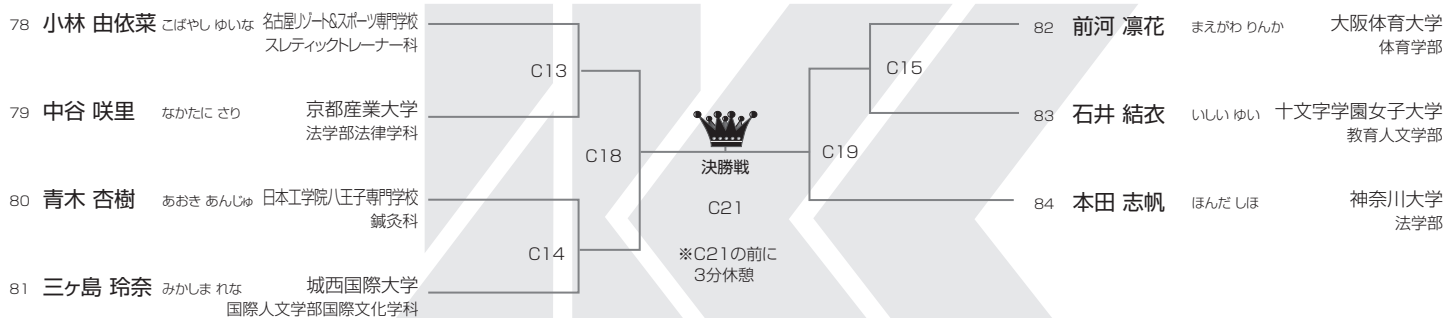 78 小林 由依菜 こばやし ゆいな 名古屋リゾート&スポーツ専門学校
スレティックトレーナー科
79 中谷 咲里 なかたに さり 京都産業大学
法学部法律学科
80 青木 杏樹 あおき あんじゅ 日本工学院八王子専門学校
鍼灸科
81 三ヶ島 玲奈 みかしま れな 城西国際大学
国際人文学部国際文化学科
C13
C14
C18
決勝戦
C21
※C21の前に
3分休憩
C15
C19
82 前河 凛花 まえがわ りんか 大阪体育大学
体育学部
83 石井 結衣 いしい ゆい 十文字学園女子大学
教育人文学部
84 本田 志帆 ほんだ しほ 神奈川大学
法学部